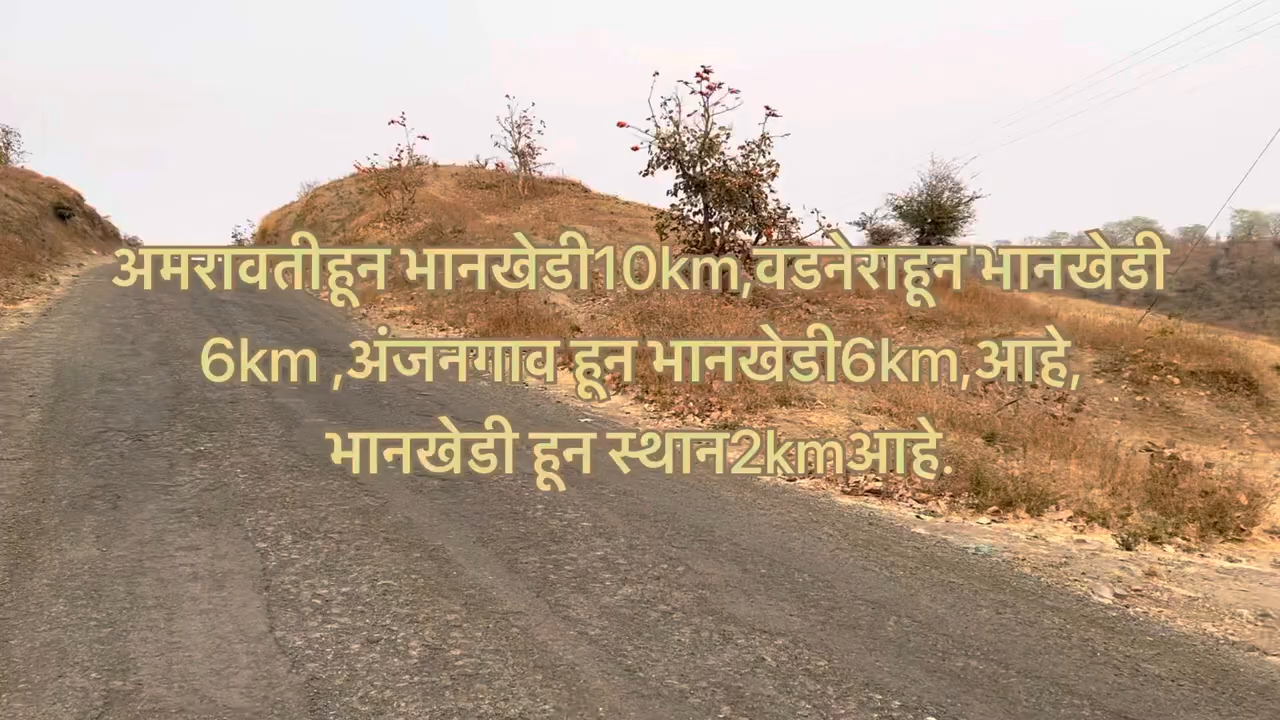 अमरावतीहून भानखेडी10km,वडनेराहून भानखेडी
6km ,अंजनगाव हून भानखेडी6km,आहे,
भानखेडी हून स्थान2kmआहे.